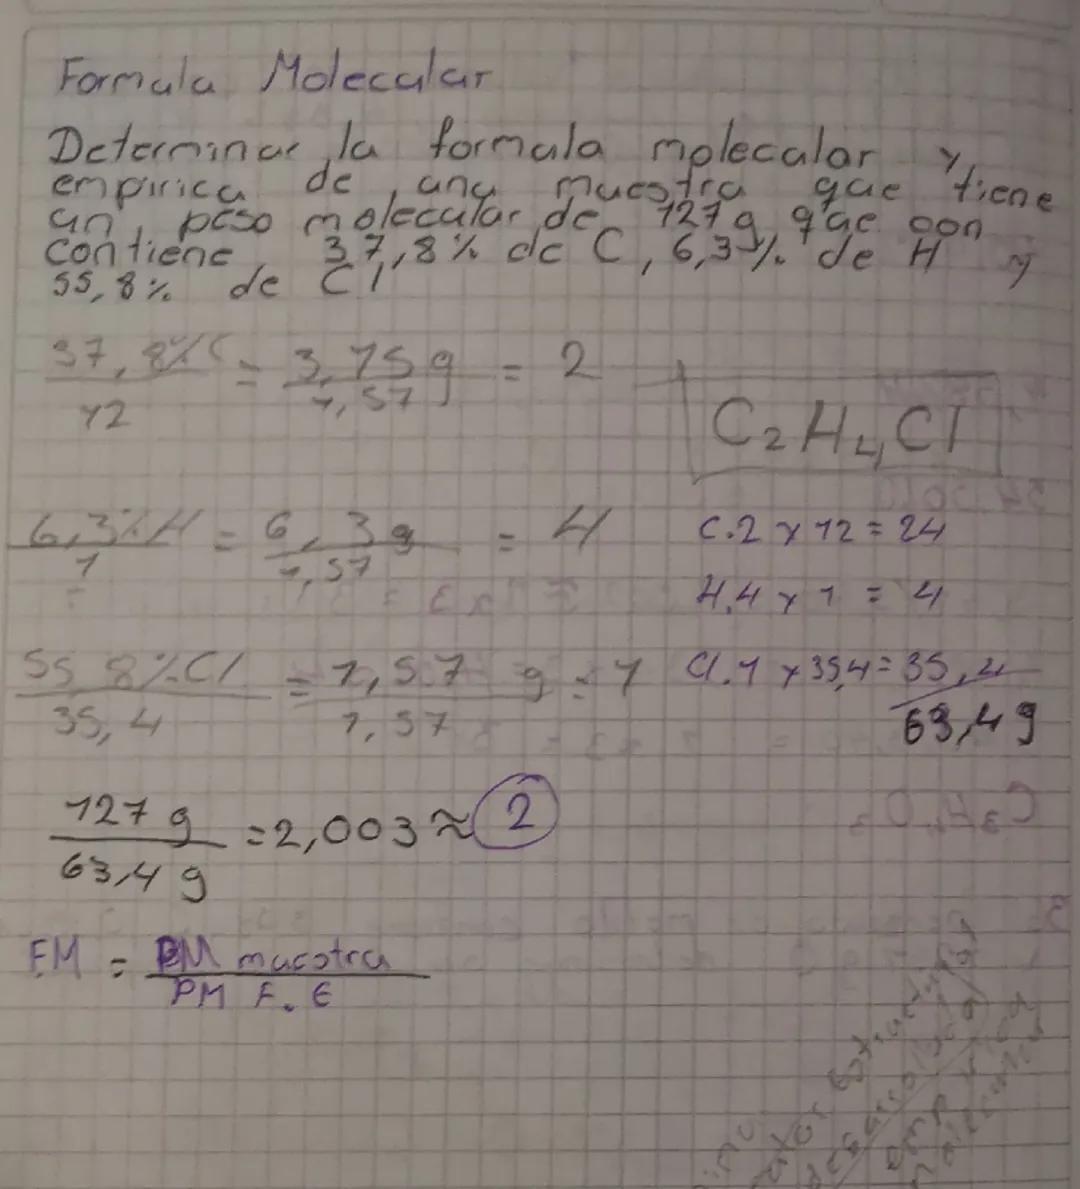 Formula Molecular
Determinar la formula molecular y
empirica de una muestra que tiene
un peso molecular de 127 g que con
contiene 37,8% de C, 6,3% de H y
55,8% de Cl
37,8% C / 12 = 3,15 g / 1,57 = 2
C₂H₄Cl
6,3% H / 1 = 6,3 g / 1,57 = 4
C.2 x 12 = 24
H.4 x 1 = 4
55,8% Cl / 35,4 = 1,57 g / 1,57 = 1
Cl.1 x 35,4 = 35,4
63,4 g
127 g / 63,4 g = 2,003 ≈ 2
FM = PM muestra / PM F.E